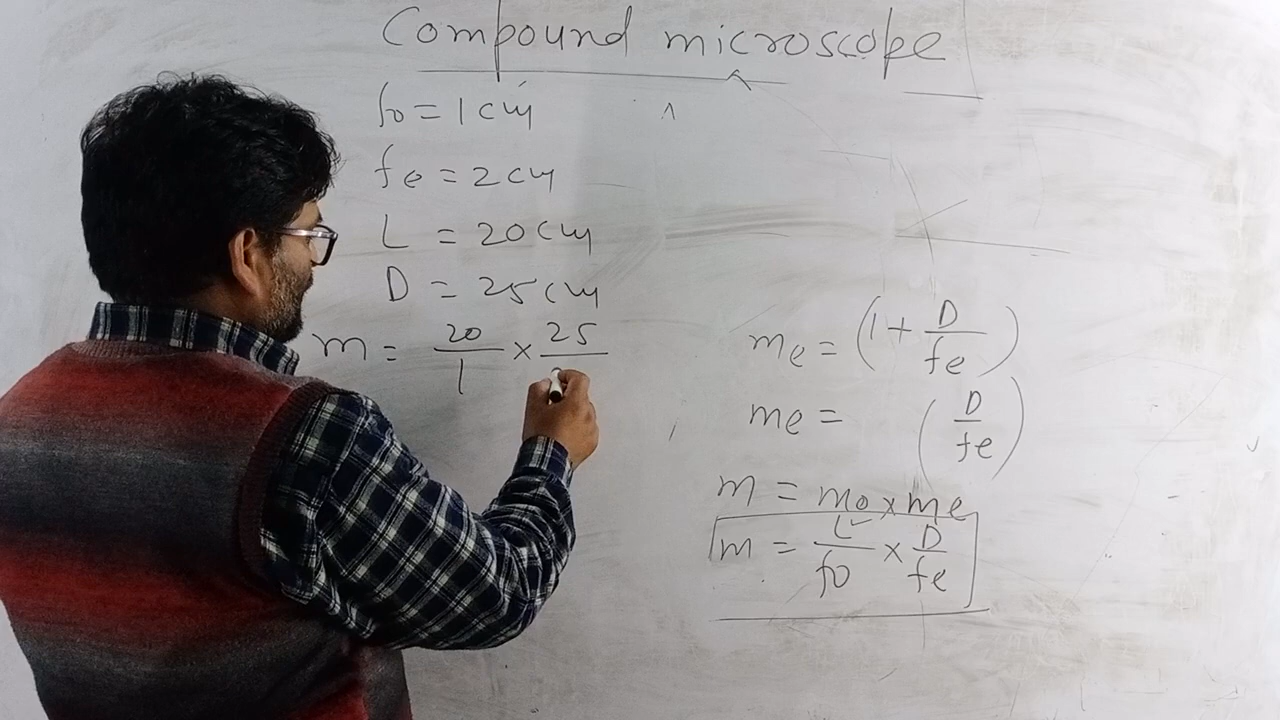 Compound microscope
fo = 1 cm
fe = 2 cm
L = 20 cm
D = 25 cm
m = 20/1 × 25/
me = (1 + D/fe)
me = (D/fe)
m = mo × me
m = L/fo × D/fe